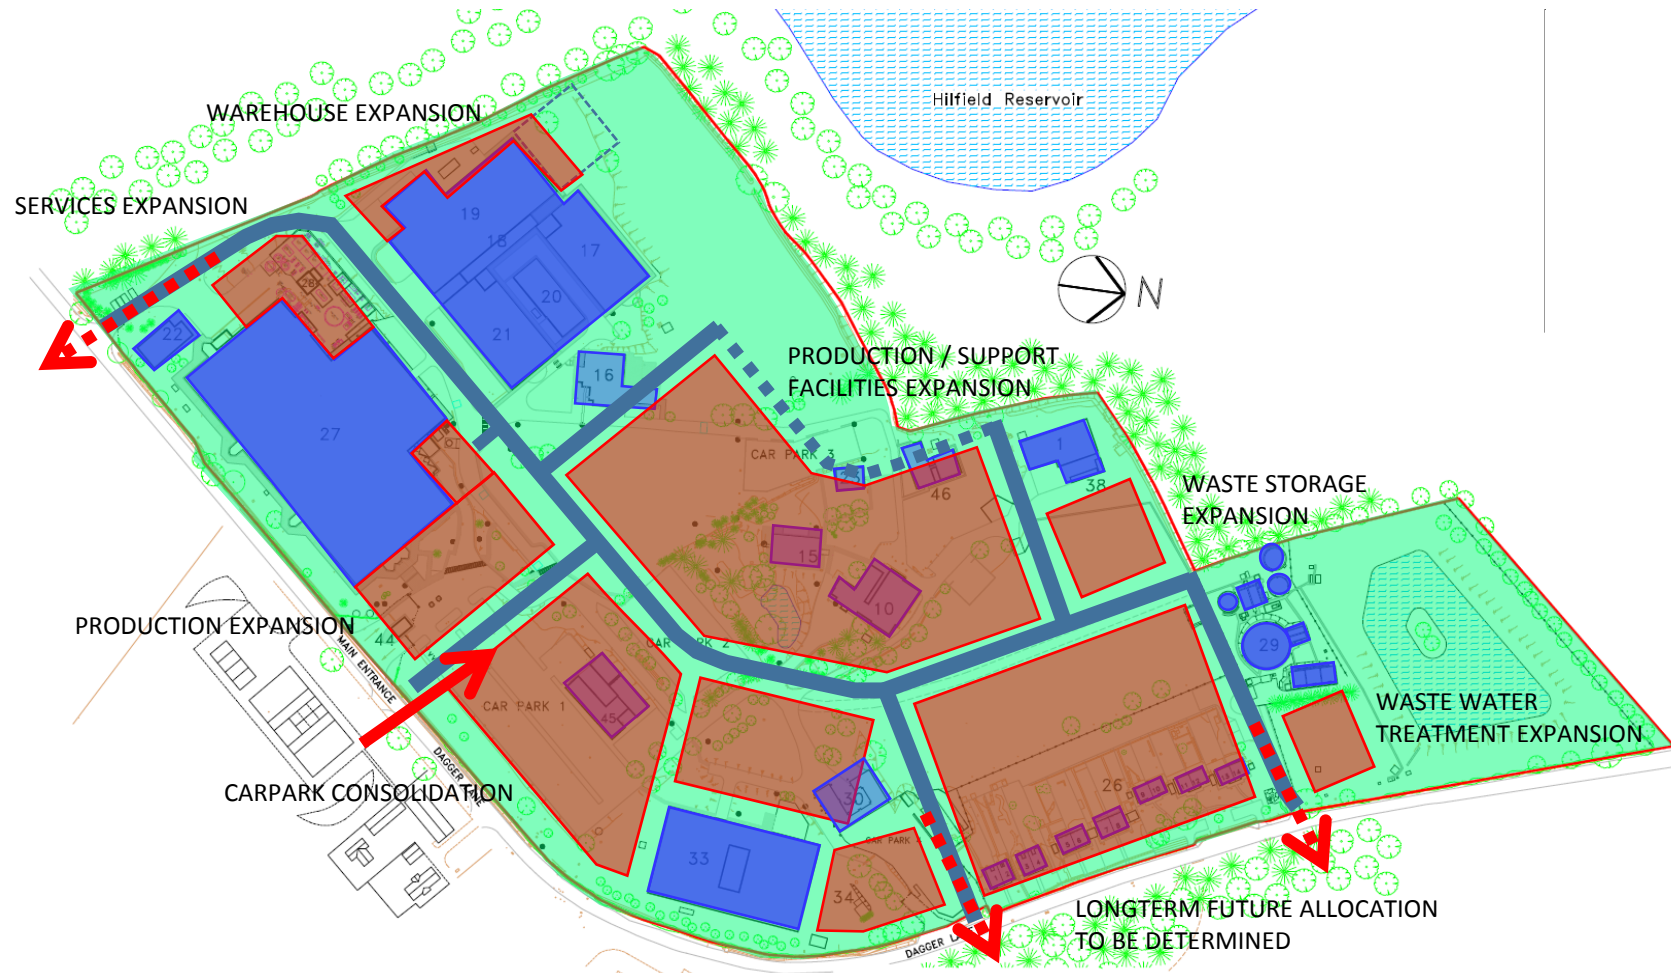 Hilfield Reservoir
WAREHOUSE EXPANSION
SERVICES EXPANSION
N
PRODUCTION / SUPPORT
FACILITIES EXPANSION
WASTE STORAGE
EXPANSION
PRODUCTION EXPANSION
CARPARK CONSOLIDATION
WASTE WATER
TREATMENT EXPANSION
LONGTERM FUTURE ALLOCATION
TO BE DETERMINED
MAIN ENTRANCE
DAGGER LANE
DAGGER LANE
CAR PARK 1
CAR PARK 2
CAR PARK 3
CAR PARK
19
18
17
20
21
28
22
16
27
1
38
46
15
10
44
45
29
26
30
33
34